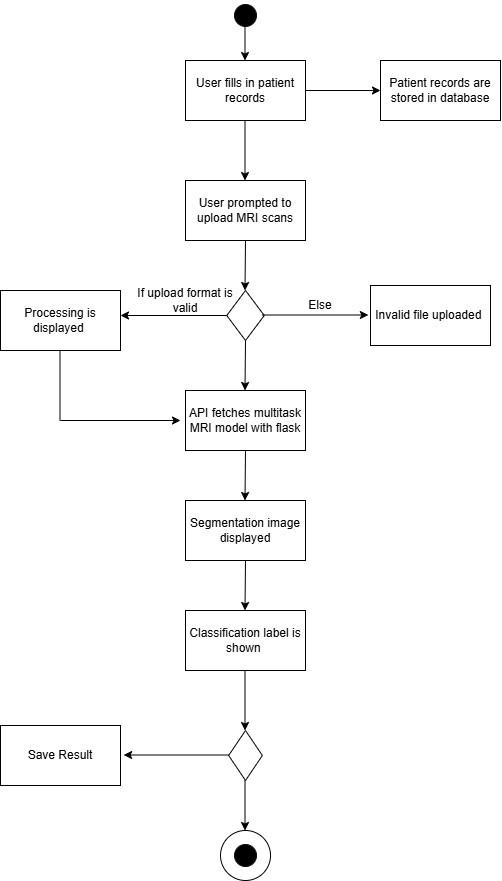 User fills in patient
records
Patient records are
stored in database
User prompted to
upload MRI scans
If upload format is
valid
Else
Processing is
displayed
Invalid file uploaded
API fetches multitask
MRI model with flask
Segmentation image
displayed
Classification label is
shown
Save Result